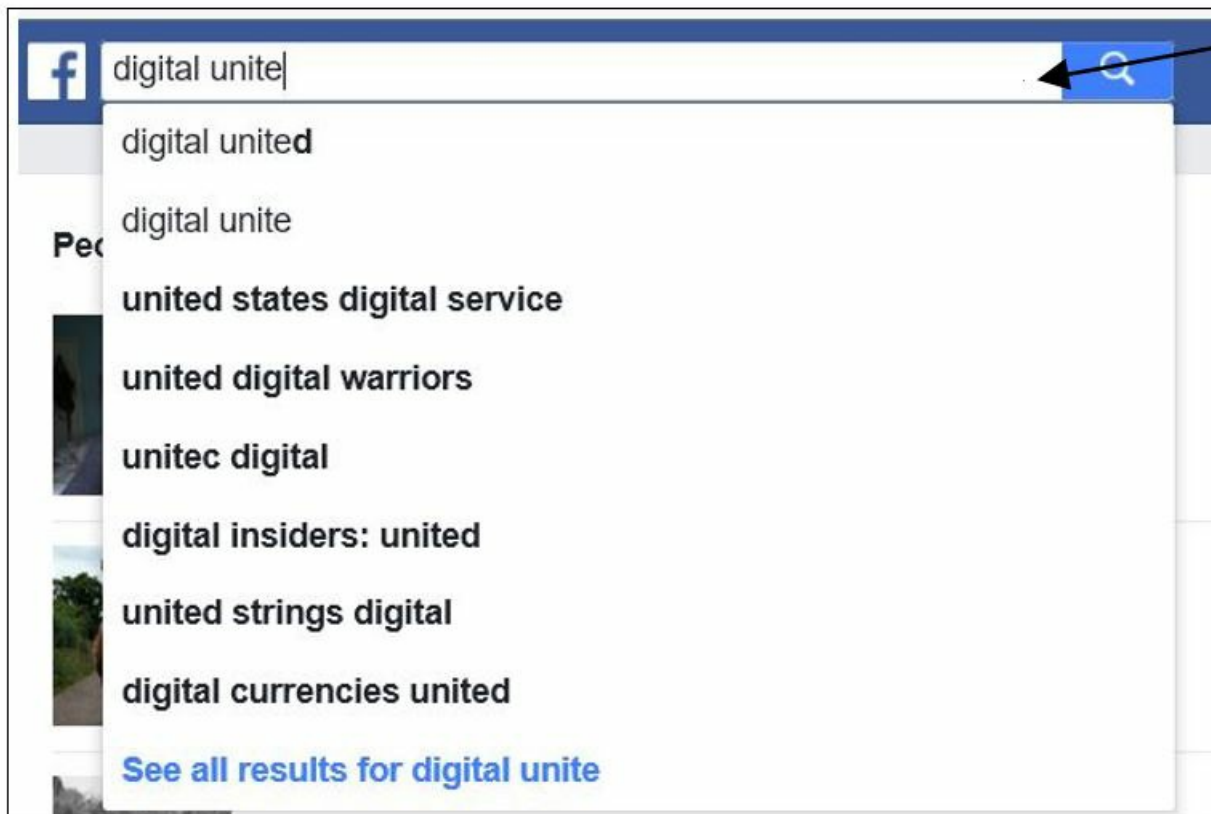 f
digital unite
digital united
digital unite
Peo
united states digital service
united digital warriors
unitec digital
digital insiders: united
united strings digital
digital currencies united
See all results for digital unite